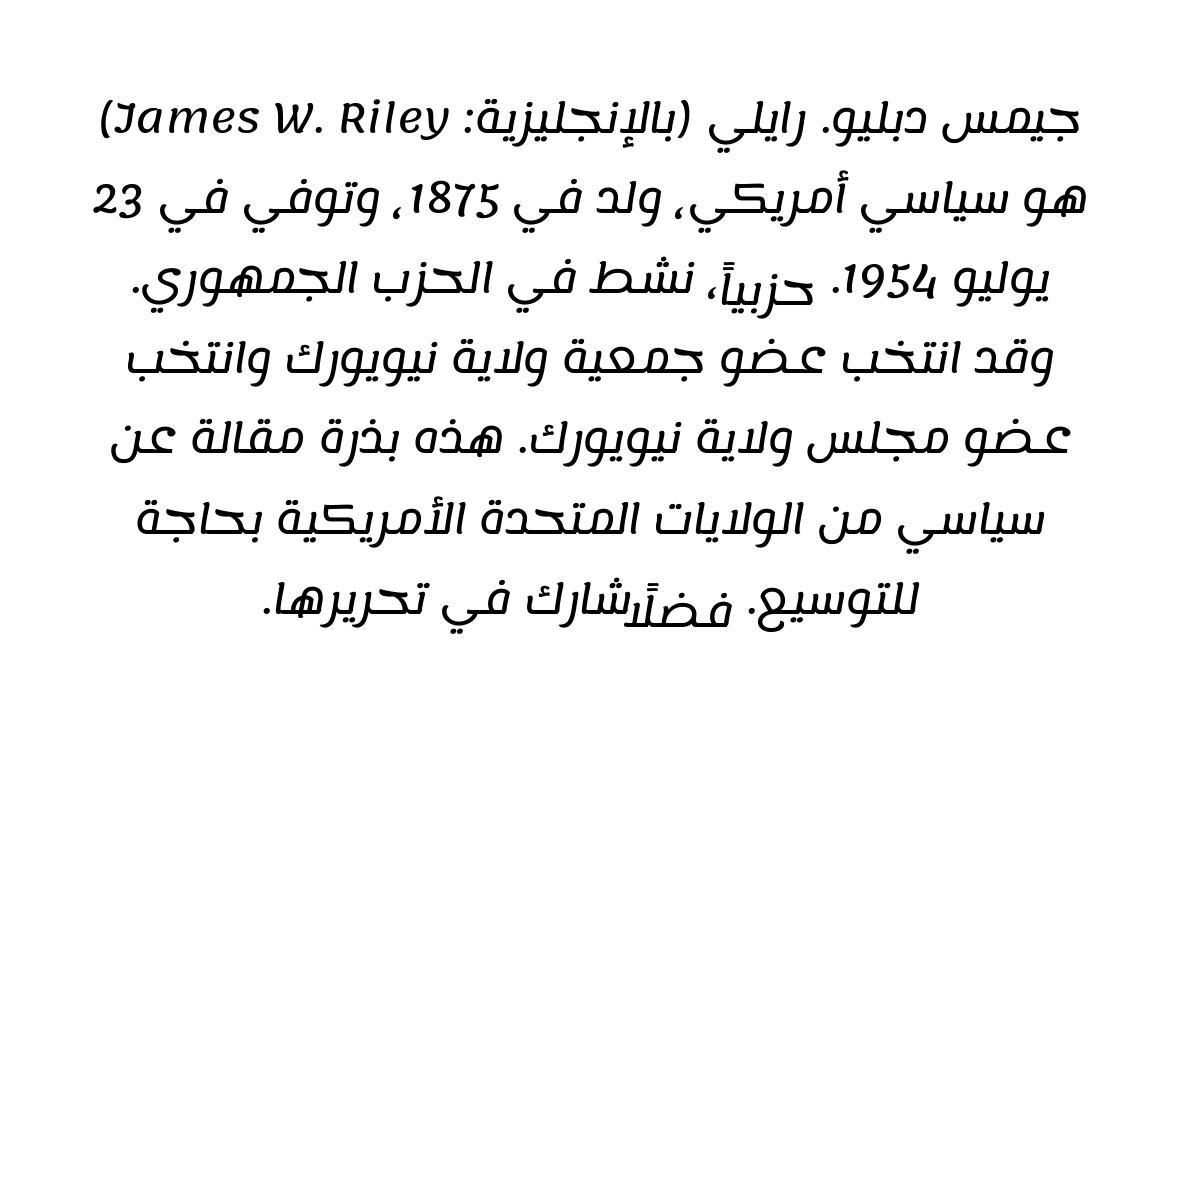 جيمس دبليو. رايلي (بالإنجليزية: James W. Riley)
هو سياسي أمريكي، ولد في 1875، وتوفي في 23
يوليو 1954. حزبياً، نشط في الحزب الجمهوري.
وقد انتخب عضو جمعية ولاية نيويورك وانتخب
عضو مجلس ولاية نيويورك. هذه بذرة مقالة عن
سياسي من الولايات المتحدة الأمريكية بحاجة
للتوسيع. فضلًا شارك في تحريرها.